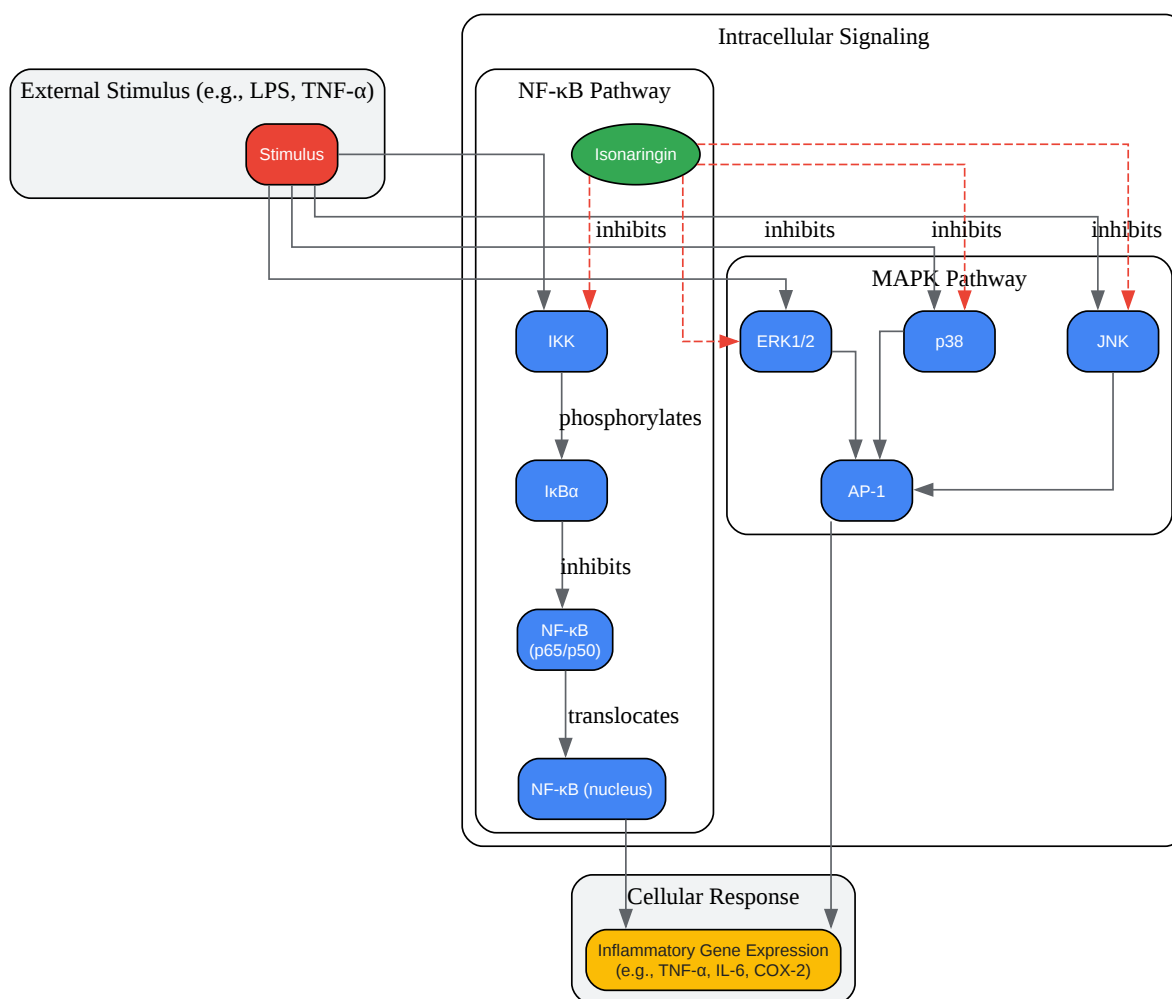 Intracellular Signaling
External Stimulus (e.g., LPS, TNF-α)
NF-κB Pathway
Stimulus
Isonaringin
inhibits
inhibits
inhibits
inhibits
MAPK Pathway
IKK
ERK1/2
p38
JNK
phosphorylates
IκBα
AP-1
inhibits
NF-κB
(p65/p50)
translocates
NF-κB (nucleus)
Cellular Response
Inflammatory Gene Expression
(e.g., TNF-α, IL-6, COX-2)